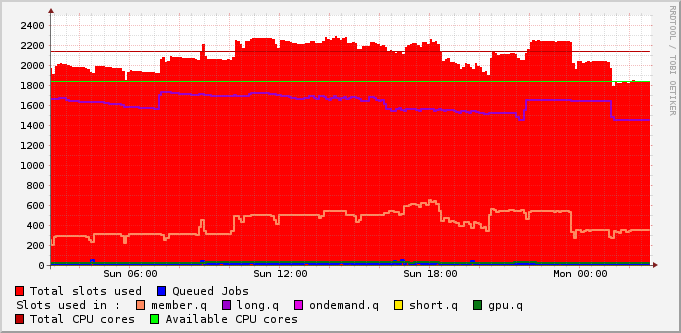 2400
2200
2000
1800
1600
1400
1200
1000
800
600
400
200
0
Sun 06:00 Sun 12:00 Sun 18:00 Mon 00:00
Total slots used Queued Jobs
Slots used in : member.q long.q ondemand.q short.q gpu.q
Total CPU cores Available CPU cores
RRDTOOL / TOBI OETIKER